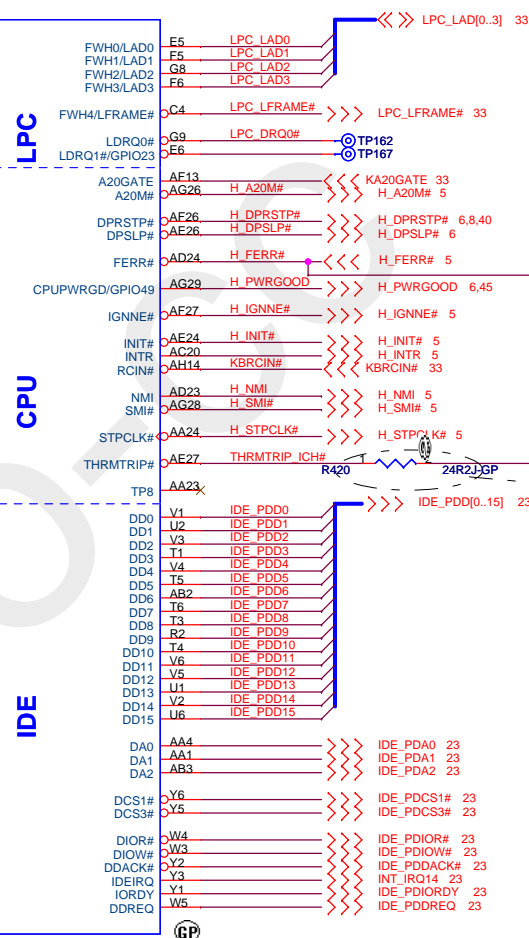 LPC_LAD[0..3] 33
FWH0/LAD0 E5 LPC_LAD0
FWH1/LAD1 F5 LPC_LAD1
FWH2/LAD2 G8 LPC_LAD2
FWH3/LAD3 F6 LPC_LAD3
FWH4/LFRAME# C4 LPC_LFRAME# LPC_LFRAME# 33
LPC
LDRQ0# G9 LPC_DRQ0# TP162
LDRQ1#/GPIO23 E6 TP167
A20GATE AF13 KA20GATE 33
A20M# AG26 H_A20M# H_A20M# 5
DPRSTP# AF26 H_DPRSTP# H_DPRSTP# 6,8,40
DPSLP# AE26 H_DPSLP# H_DPSLP# 6
FERR# AD24 H_FERR# H_FERR# 5
CPUPWRGD/GPIO49 AG29 H_PWRGOOD H_PWRGOOD 6,45
IGNNE# AF27 H_IGNNE# H_IGNNE# 5
INIT# AE24 H_INIT# H_INIT# 5
INTR AC20 H_INTR 5
RCIN# AH14 KBRCIN# KBRCIN# 33
CPU
NMI AD23 H_NMI H_NMI 5
SMI# AG28 H_SMI# H_SMI# 5
STPCLK# AA24 H_STPCLK# H_STPCLK# 5
THRMTRIP# AE27 THRMTRIP_ICH# 1
R420 24R2J-GP
TP8 AA23
IDE_PDD[0..15] 23
DD0 V1 IDE_PDD0
DD1 U2 IDE_PDD1
DD2 V3 IDE_PDD2
DD3 T1 IDE_PDD3
DD4 V4 IDE_PDD4
DD5 T5 IDE_PDD5
DD6 AB2 IDE_PDD6
DD7 T6 IDE_PDD7
DD8 T3 IDE_PDD8
DD9 R2 IDE_PDD9
DD10 T4 IDE_PDD10
DD11 V6 IDE_PDD11
DD12 V5 IDE_PDD12
DD13 U1 IDE_PDD13
DD14 V2 IDE_PDD14
DD15 U6 IDE_PDD15
IDE
DA0 AA4 IDE_PDA0 23
DA1 AA1 IDE_PDA1 23
DA2 AB3 IDE_PDA2 23
DCS1# Y6 IDE_PDCS1# 23
DCS3# Y5 IDE_PDCS3# 23
DIOR# W4 IDE_PDIOR# 23
DIOW# W3 IDE_PDIOW# 23
DDACK# Y2 IDE_PDDACK# 23
IDEIRQ Y3 INT_IRQ14 23
IORDY Y1 IDE_PDIORDY 23
DDREQ W5 IDE_PDDREQ 23
GP